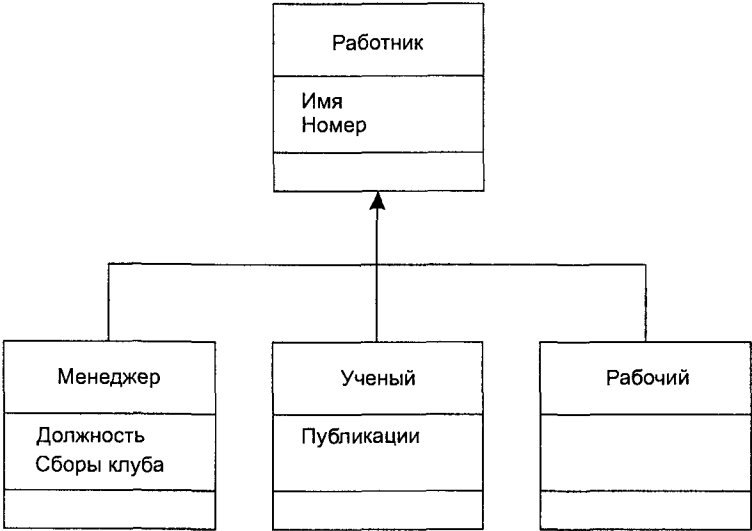 Работник
Имя
Номер
Менеджер
Должность
Сборы клуба
Ученый
Публикации
Рабочий